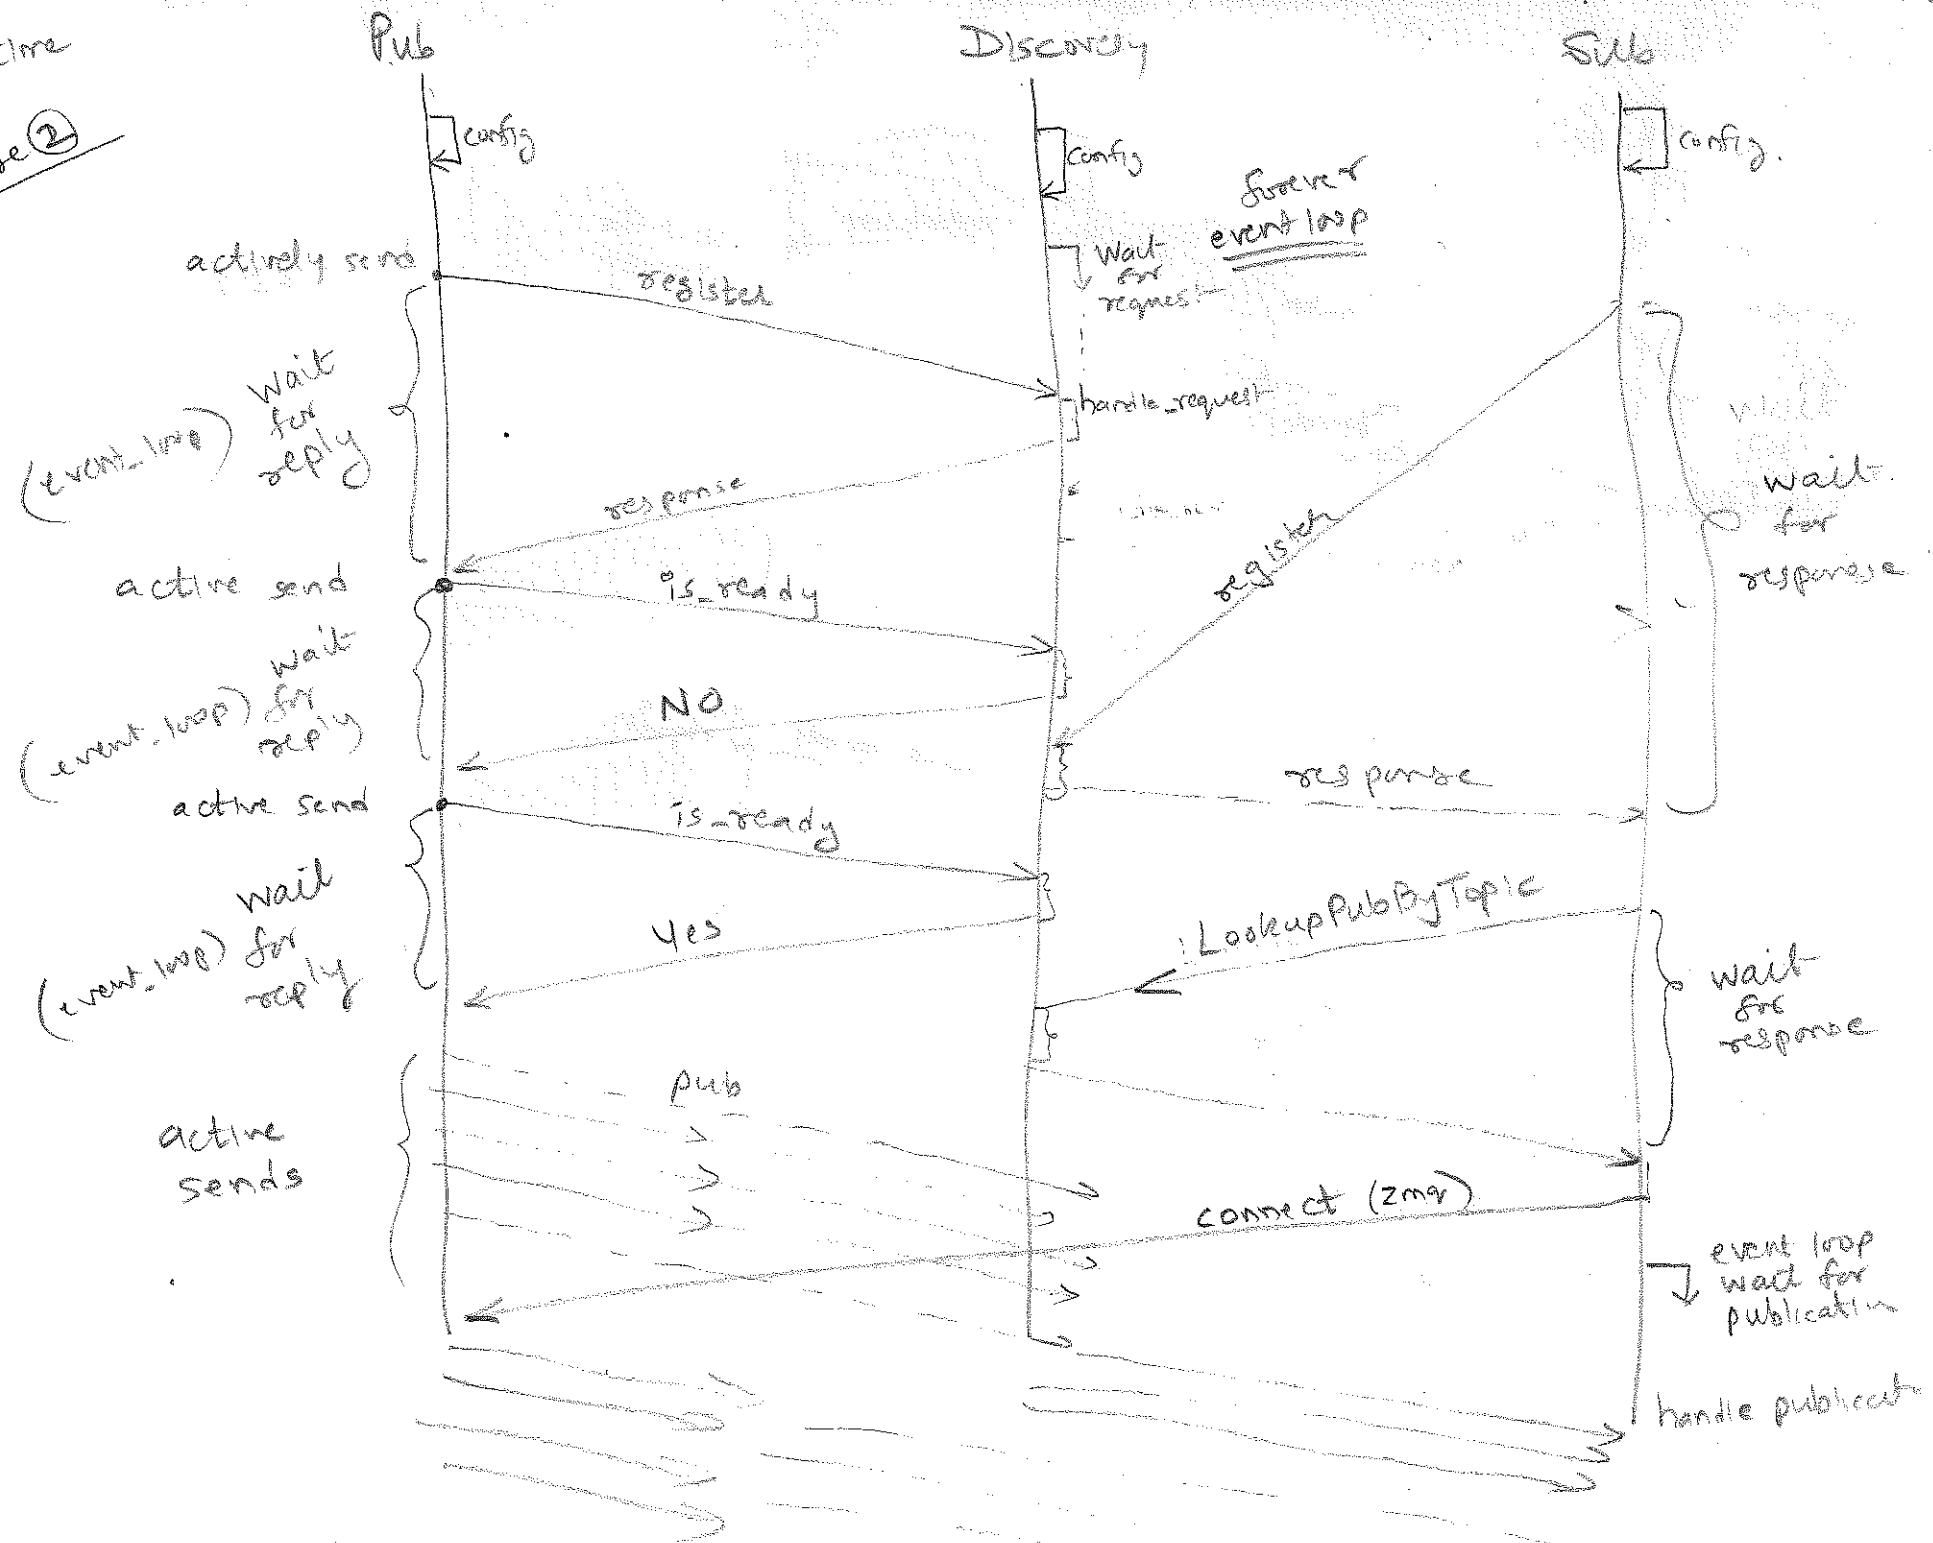 Pub
Discovery
Sub
config
config
config.
forever
event loop
Wait
for
request
actively send
register
wait
for
reply
(event_loop)
handle_request
response
register
wait
for
response
active send
is_ready
wait
for
reply
(event_loop)
NO
response
active send
is_ready
wait
for
reply
(event_loop)
Yes
LookupPubByTopic
wait
for
response
pub
active
sends
connect (zmq)
event loop
wait for
publication
handle publicat